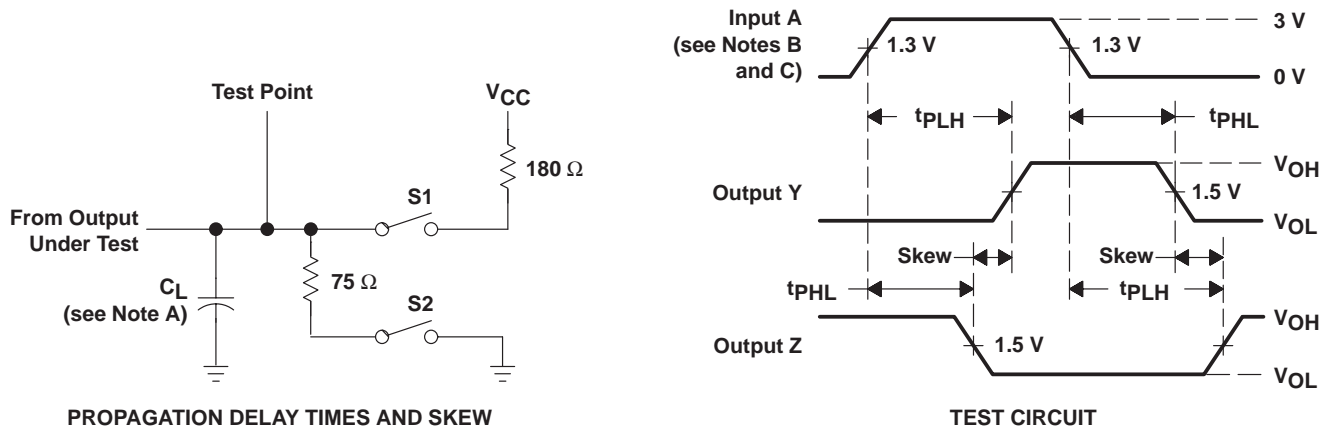 Test Point
VCC
180 Ω
S1
From Output
Under Test
75 Ω
CL
(see Note A)
S2
PROPAGATION DELAY TIMES AND SKEW
Input A
(see Notes B
and C)
3 V
1.3 V
1.3 V
0 V
tPLH
tPHL
VOH
Output Y
1.5 V
VOL
Skew
Skew
tPHL
tPLH
VOH
Output Z
1.5 V
VOL
TEST CIRCUIT